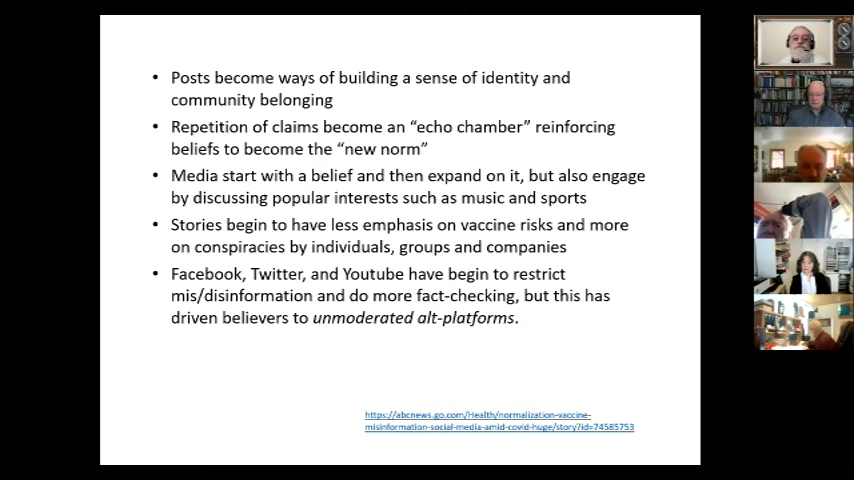 • Posts become ways of building a sense of identity and
community belonging
• Repetition of claims become an “echo chamber” reinforcing
beliefs to become the “new norm”
• Media start with a belief and then expand on it, but also engage
by discussing popular interests such as music and sports
• Stories begin to have less emphasis on vaccine risks and more
on conspiracies by individuals, groups and companies
• Facebook, Twitter, and Youtube have begin to restrict
mis/disinformation and do more fact-checking, but this has
driven believers to unmoderated alt-platforms.
https://abcnews.go.com/Health/normalization-vaccine-
misinformation-social-media-amid-covid-huge/story?id=74585753